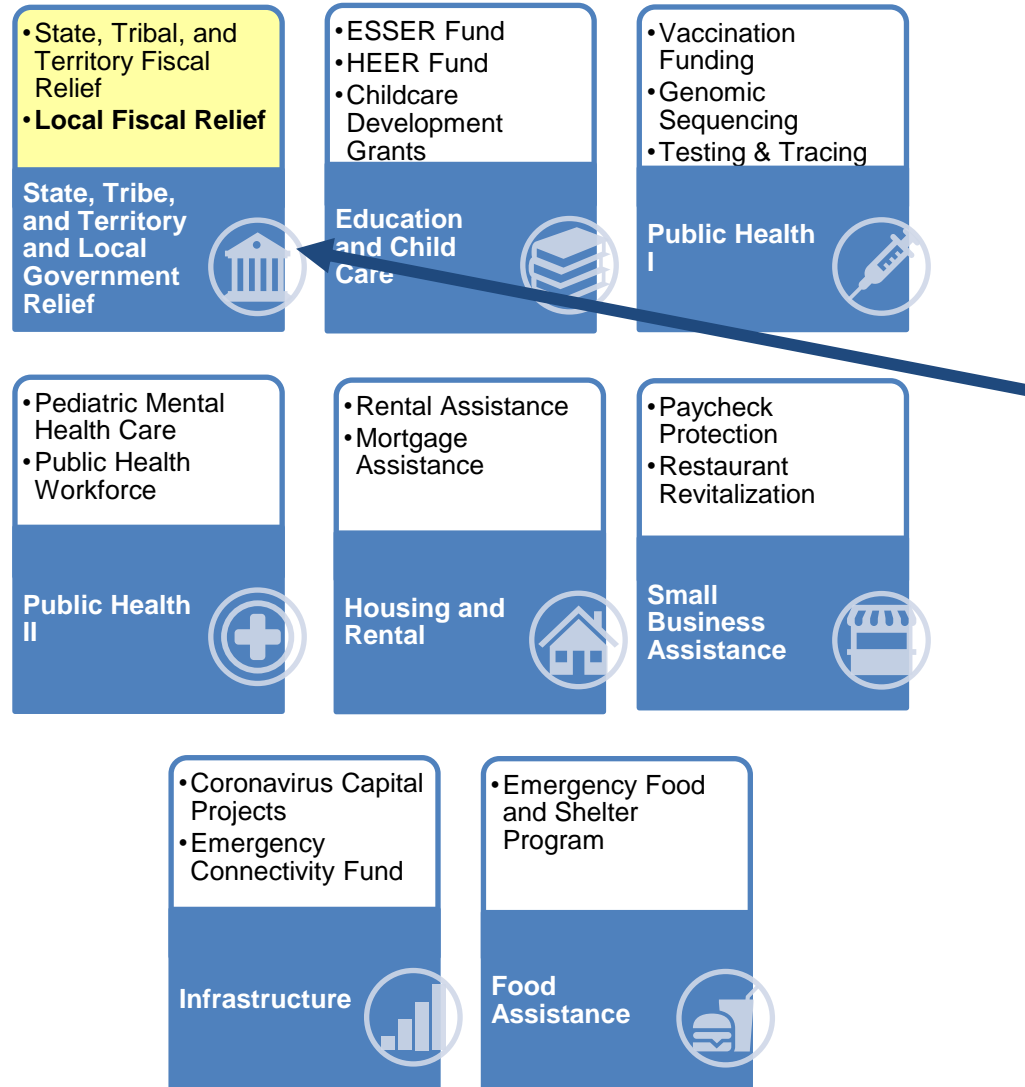 •State, Tribal, and
Territory Fiscal
Relief
•Local Fiscal Relief
State, Tribe,
and Territory
and Local
Government
Relief
•ESSER Fund
•HEER Fund
•Childcare
Development
Grants
Education
and Child
Care
•Vaccination
Funding
•Genomic
Sequencing
•Testing & Tracing
Public Health
I
•Pediatric Mental
Health Care
•Public Health
Workforce
Public Health
II
•Rental Assistance
•Mortgage
Assistance
Housing and
Rental
•Paycheck
Protection
•Restaurant
Revitalization
Small
Business
Assistance
•Coronavirus Capital
Projects
•Emergency
Connectivity Fund
Infrastructure
•Emergency Food
and Shelter
Program
Food
Assistance